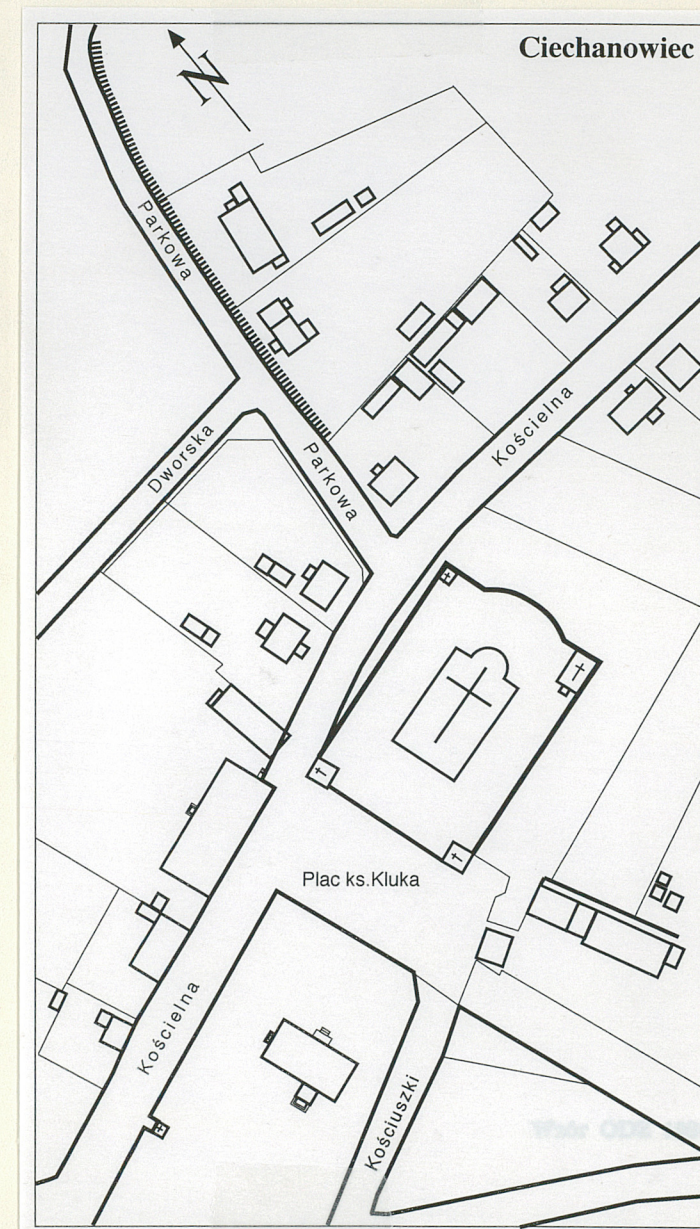 Ciechanowiec
N
Parkowa
Kościelna
Dworska
Parkowa
Plac ks.Kluka
Kościelna
Kościuszki